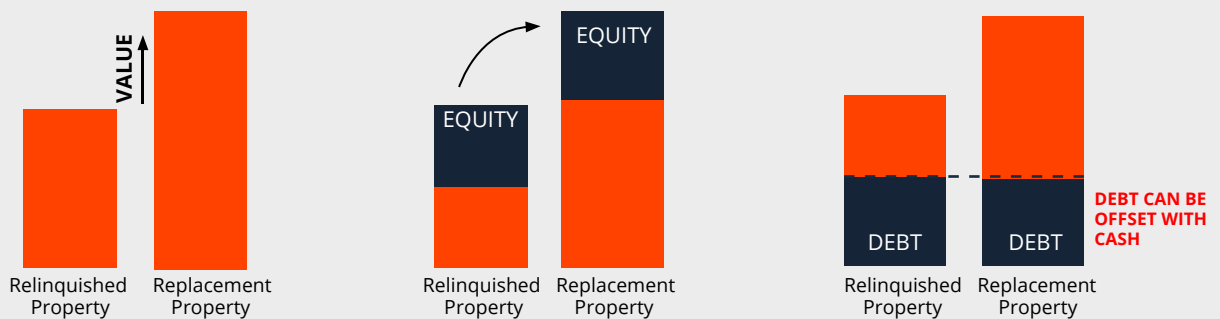 VALUE
Relinquished
Property
Replacement
Property
EQUITY
EQUITY
Relinquished
Property
Replacement
Property
DEBT
DEBT
DEBT CAN BE
OFFSET WITH
CASH
Relinquished
Property
Replacement
Property